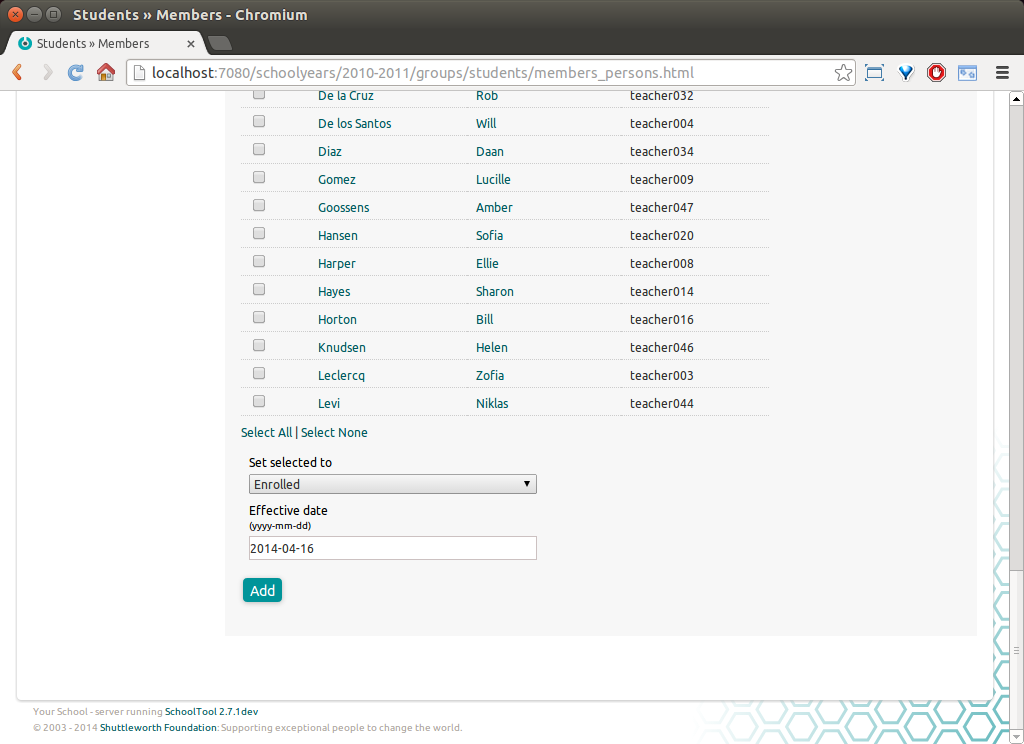 Students » Members - Chromium
Students » Members
localhost:7080/schoolyears/2010-2011/groups/students/members_persons.html
De la Cruz Rob teacher032
De los Santos Will teacher004
Diaz Daan teacher034
Gomez Lucille teacher009
Goossens Amber teacher047
Hansen Sofia teacher020
Harper Ellie teacher008
Hayes Sharon teacher014
Horton Bill teacher016
Knudsen Helen teacher046
Leclercq Zofia teacher003
Levi Niklas teacher044
Select All | Select None
Set selected to
Enrolled
Effective date
(yyyy-mm-dd)
2014-04-16
Add
Your School - server running SchoolTool 2.7.1dev
© 2003 - 2014 Shuttleworth Foundation: Supporting exceptional people to change the world.